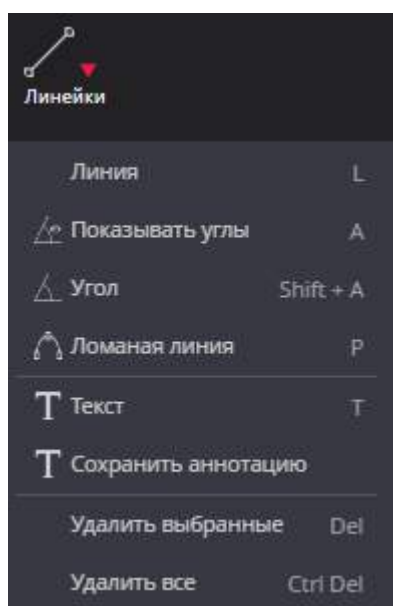 Линейки
Линия L
Показывать углы A
Угол Shift + A
Ломаная линия P
Текст T
Сохранить аннотацию
Удалить выбранные Del
Удалить все Ctrl Del